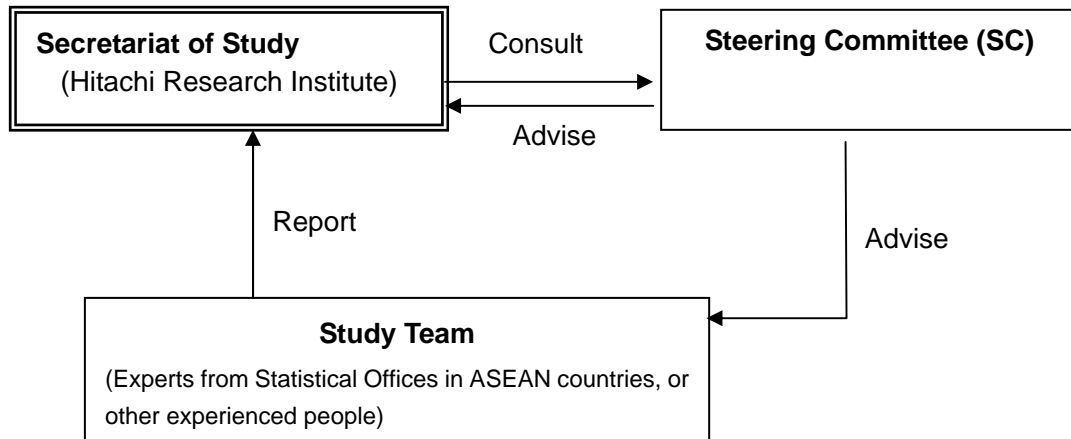 Secretariat of Study
(Hitachi Research Institute)
Consult
Advise
Steering Committee (SC)
Report
Advise
Study Team
(Experts from Statistical Offices in ASEAN countries, or
other experienced people)